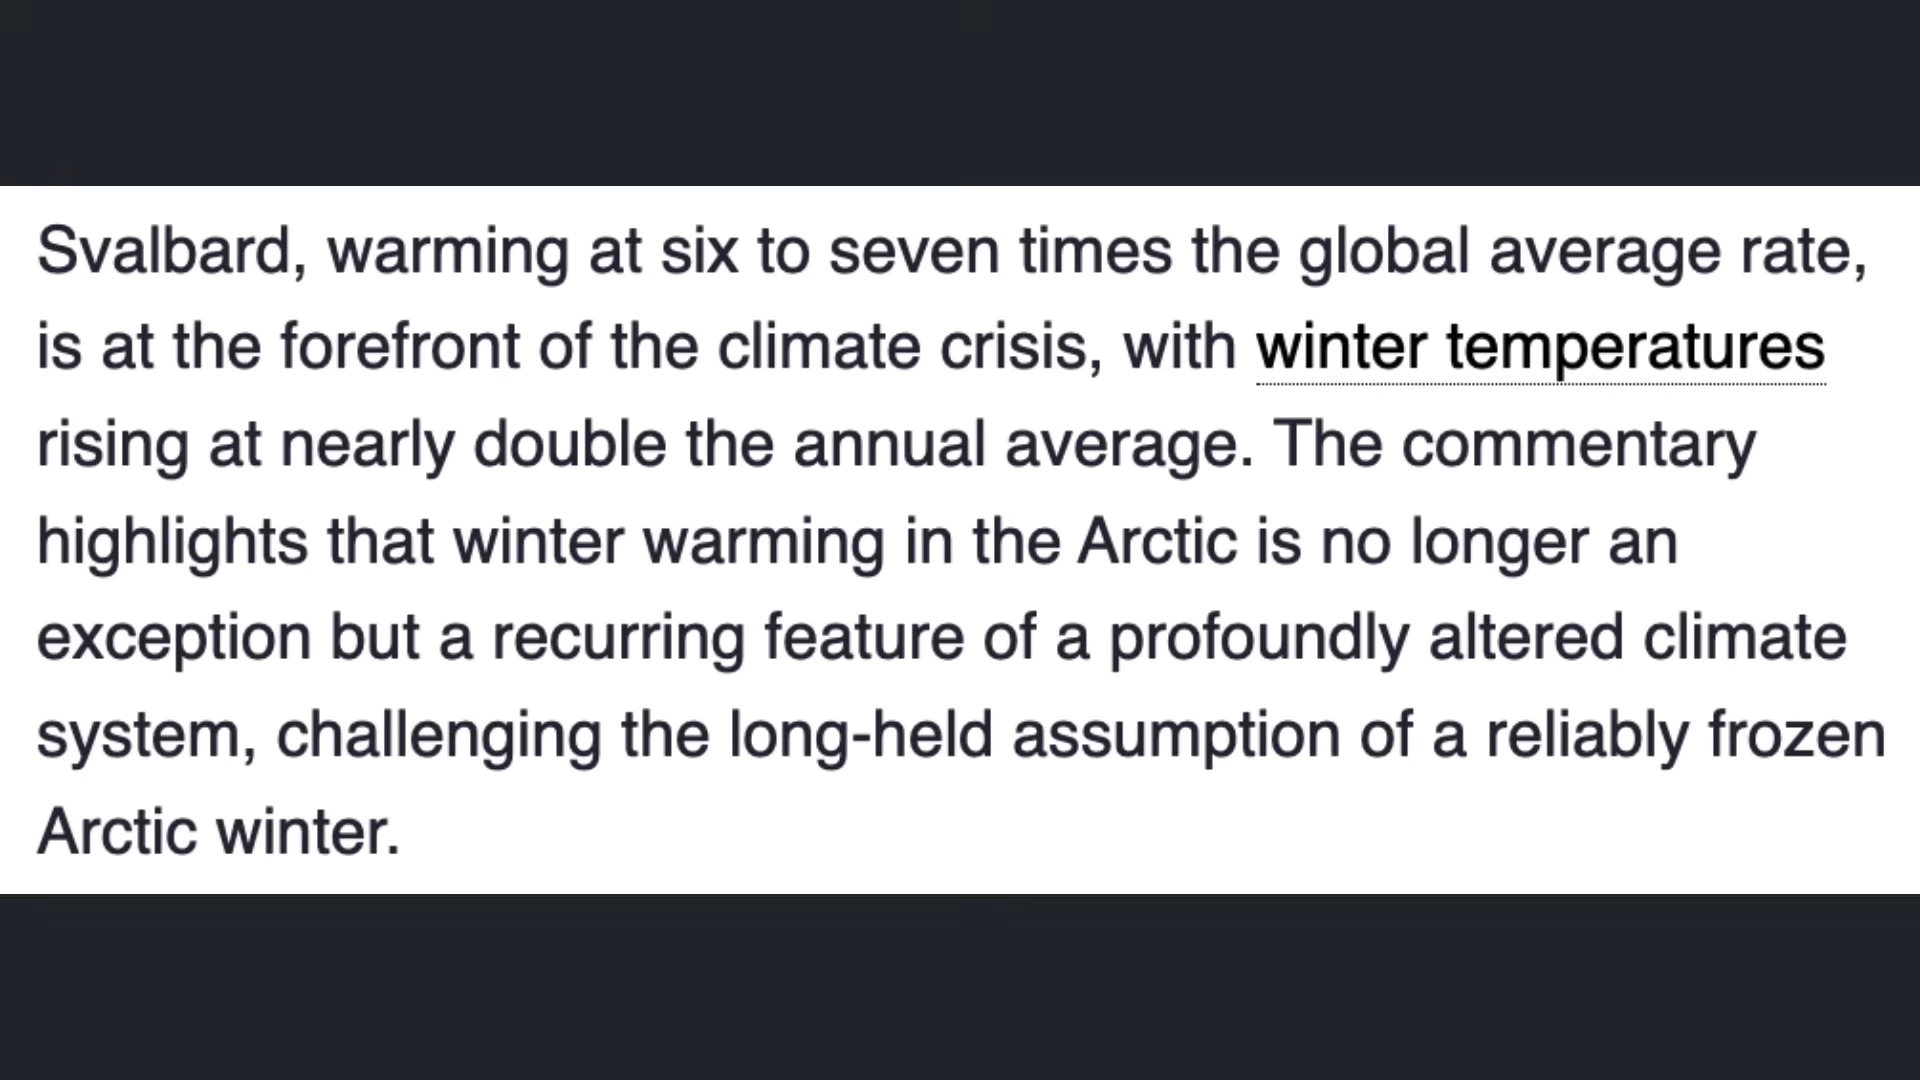 Svalbard, warming at six to seven times the global average rate,
is at the forefront of the climate crisis, with winter temperatures
rising at nearly double the annual average. The commentary
highlights that winter warming in the Arctic is no longer an
exception but a recurring feature of a profoundly altered climate
system, challenging the long-held assumption of a reliably frozen
Arctic winter.